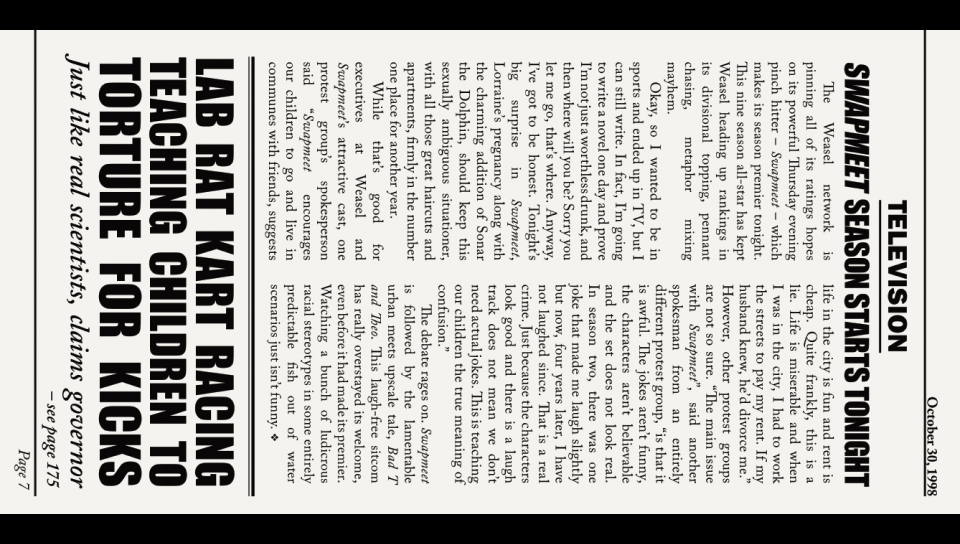 October 30, 1998
TELEVISION
SWAPMEET SEASON STARTS TONIGHT
The Weasel network is
pinning all of its ratings hopes
on its powerful Thursday evening
pinch hitter – Swapmeet – which
makes its season premier tonight.
This nine season all-star has kept
Weasel heading up rankings in
its divisional topping, pennant
chasing, metaphor mixing
mayhem.
Okay, so I wanted to be in
sports and ended up in TV, but I
can still write. In fact, I'm going
to write a novel one day and prove
I'm not just a worthless drunk, and
then where will you be? Sorry you
let me go, that's where. Anyway,
I've got to be honest. Tonight's
big surprise in Swapmeet,
Lorraine's pregnancy along with
the charming addition of Sonar
the Dolphin, should keep this
sexually ambiguous situationer,
with all those great haircuts and
apartments, firmly in the number
one place for another year.
While that's good for
executives at Weasel and
Swapmeet's attractive cast, one
protest group's spokesperson
said "Swapmeet encourages
our children to go and live in
communes with friends, suggests
life in the city is fun and rent is
cheap. Quite frankly, this is a
lie. Life is miserable and when
I was in the city, I had to work
the streets to pay my rent. If my
husband knew, he'd divorce me."
However, other protest groups
are not so sure. "The main issue
with Swapmeet", said another
spokesman from an entirely
different protest group, "is that it
is awful. The jokes aren't funny,
the characters aren't believable
and the set does not look real.
In season two, there was one
joke that made me laugh slightly
but now, four years later, I have
not laughed since. That is a real
crime. Just because the characters
look good and there is a laugh
track does not mean we don't
need actual jokes. This is teaching
our children the true meaning of
confusion."
The debate rages on. Swapmeet
is followed by the lamentable
urban meets upscale tale, Bad T
and Theo. This laugh-free sitcom
has really overstayed its welcome,
even before it had made its premier.
Watching a bunch of ludicrous
racial stereotypes in some entirely
predictable fish out of water
scenarios just isn't funny. ❖
LAB RAT KART RACING
TEACHING CHILDREN TO
TORTURE FOR KICKS
Just like real scientists, claims governor
– see page 175
Page 7